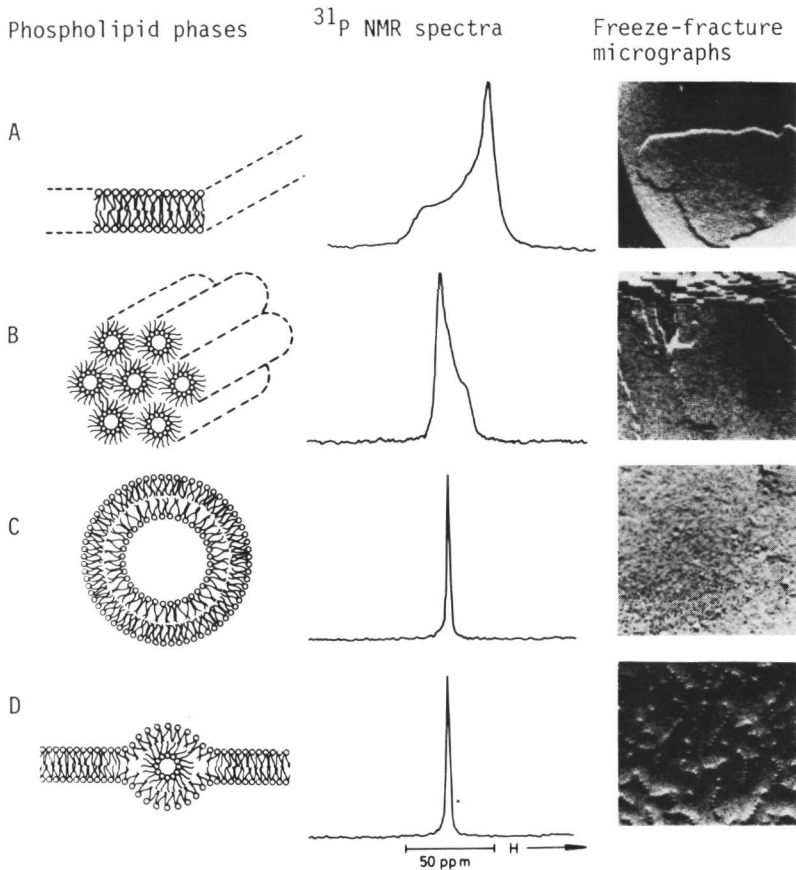 Phospholipid phases
31P NMR spectra
Freeze-fracture
micrographs
A
B
C
D
50 ppm
H